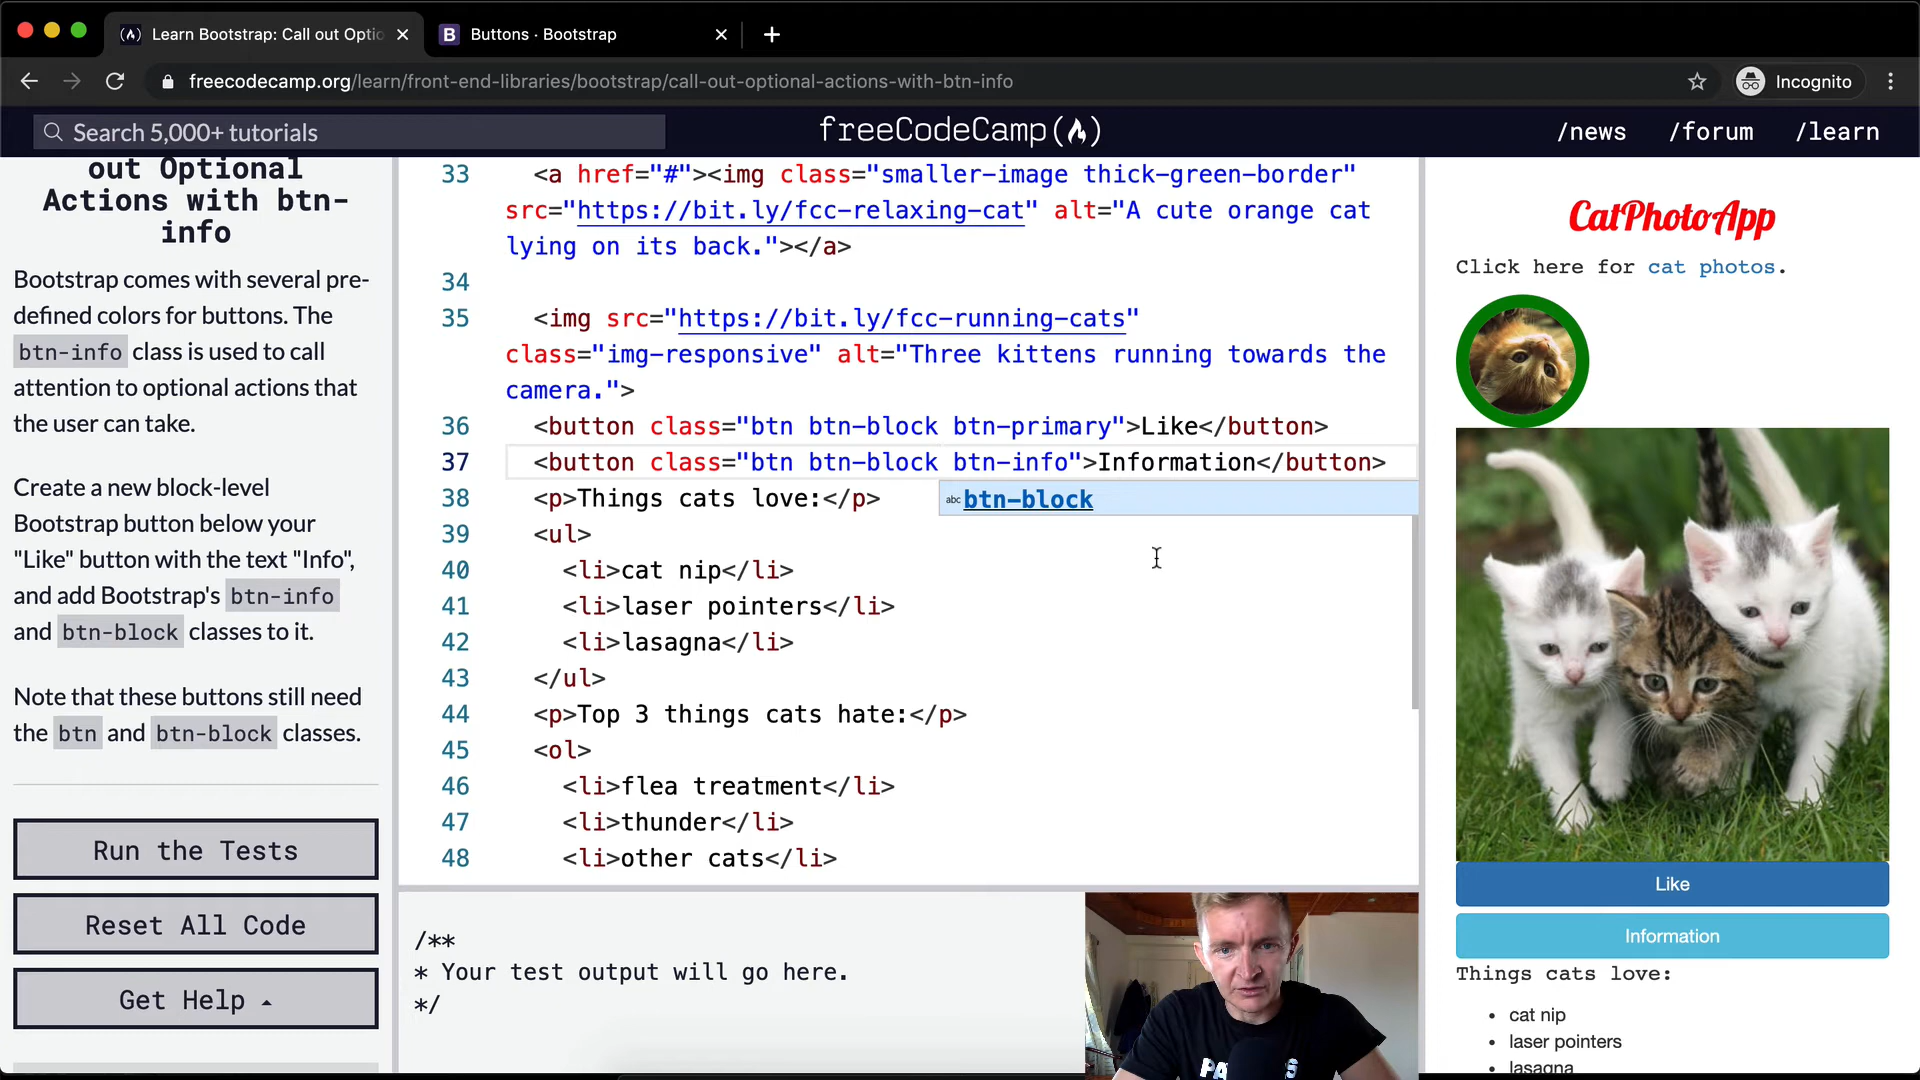 Learn Bootstrap: Call out Optio
Buttons · Bootstrap
freecodecamp.org/learn/front-end-libraries/bootstrap/call-out-optional-actions-with-btn-info
Incognito
Search 5,000+ tutorials
freeCodeCamp
/news /forum /learn
out Optional
Actions with btn-
info
Bootstrap comes with several pre-
defined colors for buttons. The
btn-info class is used to call
attention to optional actions that
the user can take.
Create a new block-level
Bootstrap button below your
"Like" button with the text "Info",
and add Bootstrap's btn-info
and btn-block classes to it.
Note that these buttons still need
the btn and btn-block classes.
Run the Tests
Reset All Code
Get Help
33 <a href="#"><img class="smaller-image thick-green-border"
src="https://bit.ly/fcc-relaxing-cat" alt="A cute orange cat
lying on its back."></a>
34
35 <img src="https://bit.ly/fcc-running-cats"
class="img-responsive" alt="Three kittens running towards the
camera.">
36 <button class="btn btn-block btn-primary">Like</button>
37 <button class="btn btn-block btn-info">Information</button>
38 <p>Things cats love:</p>
abc btn-block
39 <ul>
40 <li>cat nip</li>
41 <li>laser pointers</li>
42 <li>lasagna</li>
43 </ul>
44 <p>Top 3 things cats hate:</p>
45 <ol>
46 <li>flea treatment</li>
47 <li>thunder</li>
48 <li>other cats</li>
/**
* Your test output will go here.
*/
CatPhotoApp
Click here for cat photos.
Like
Information
Things cats love:
• cat nip
• laser pointers
• lasagna